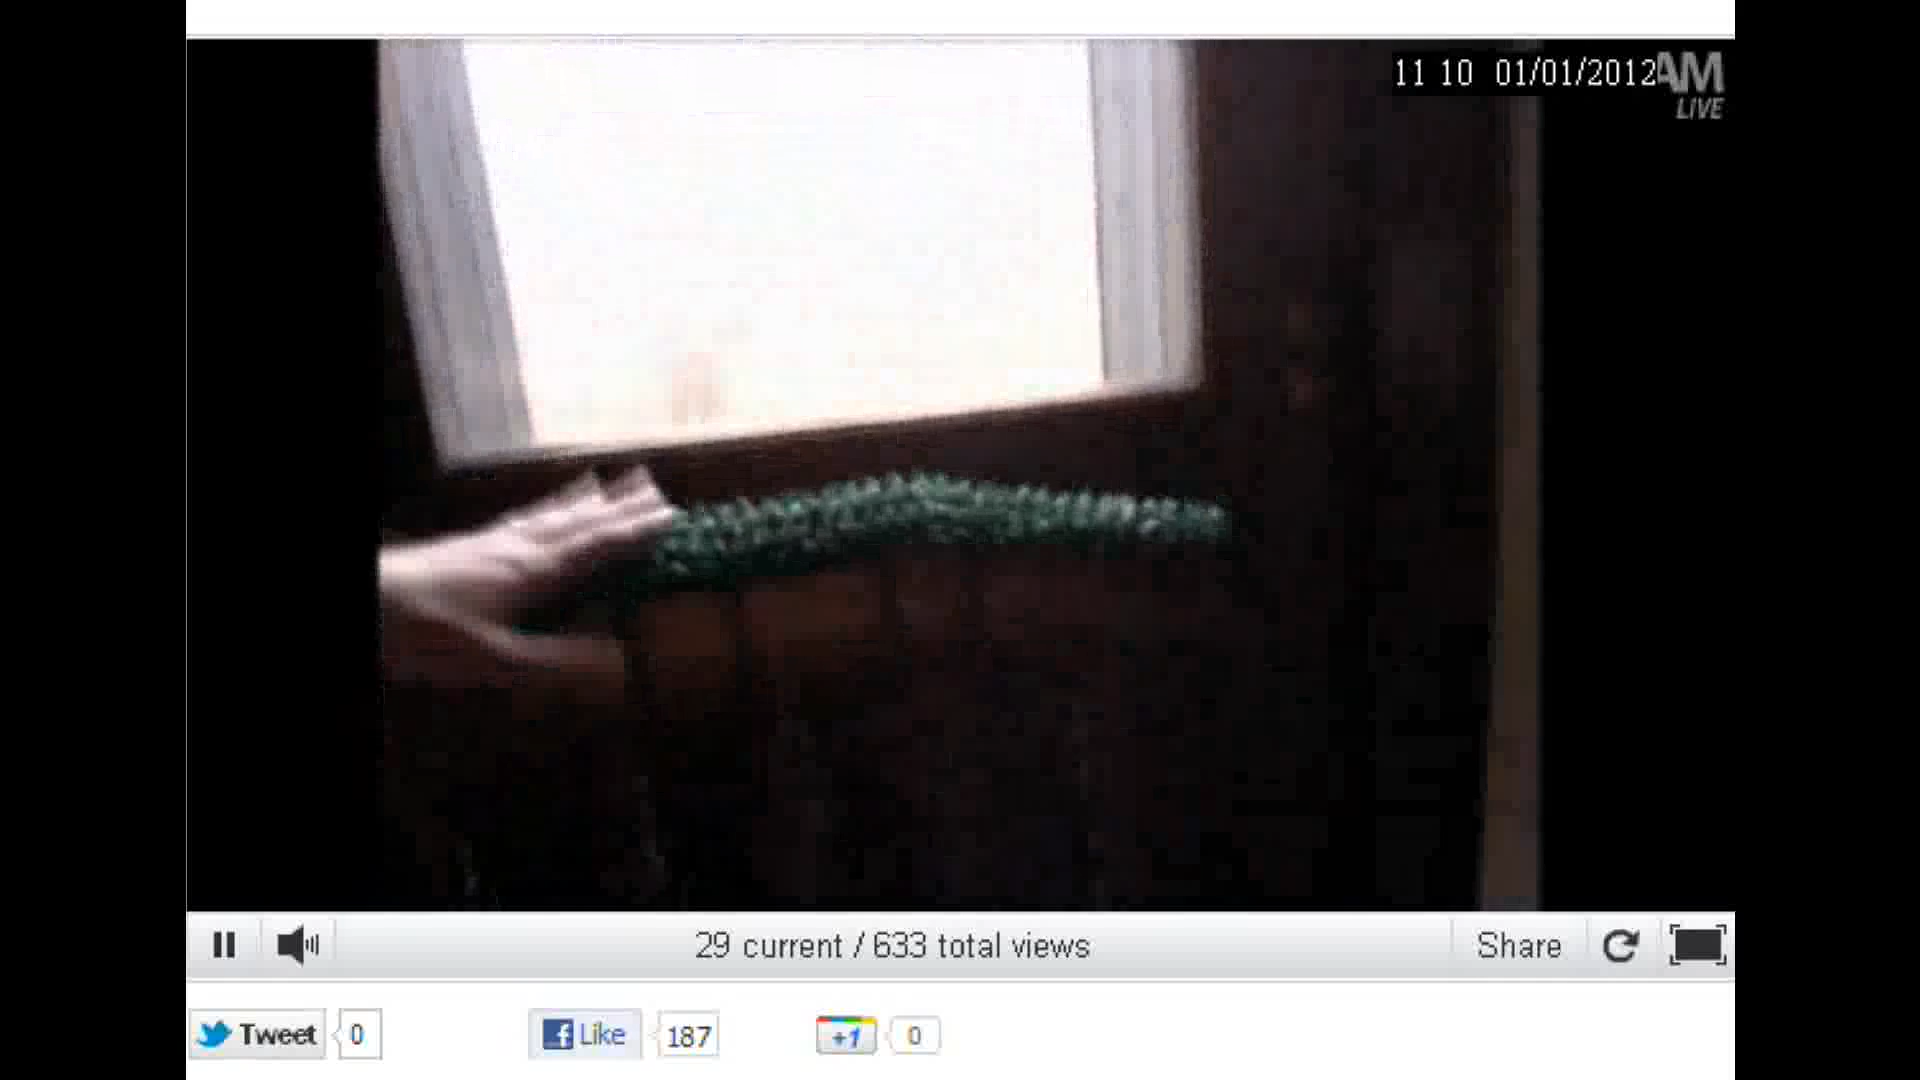 11 10 01/01/2012
AM
LIVE
29 current / 633 total views
Share
Tweet
0
Like
187
+1
0